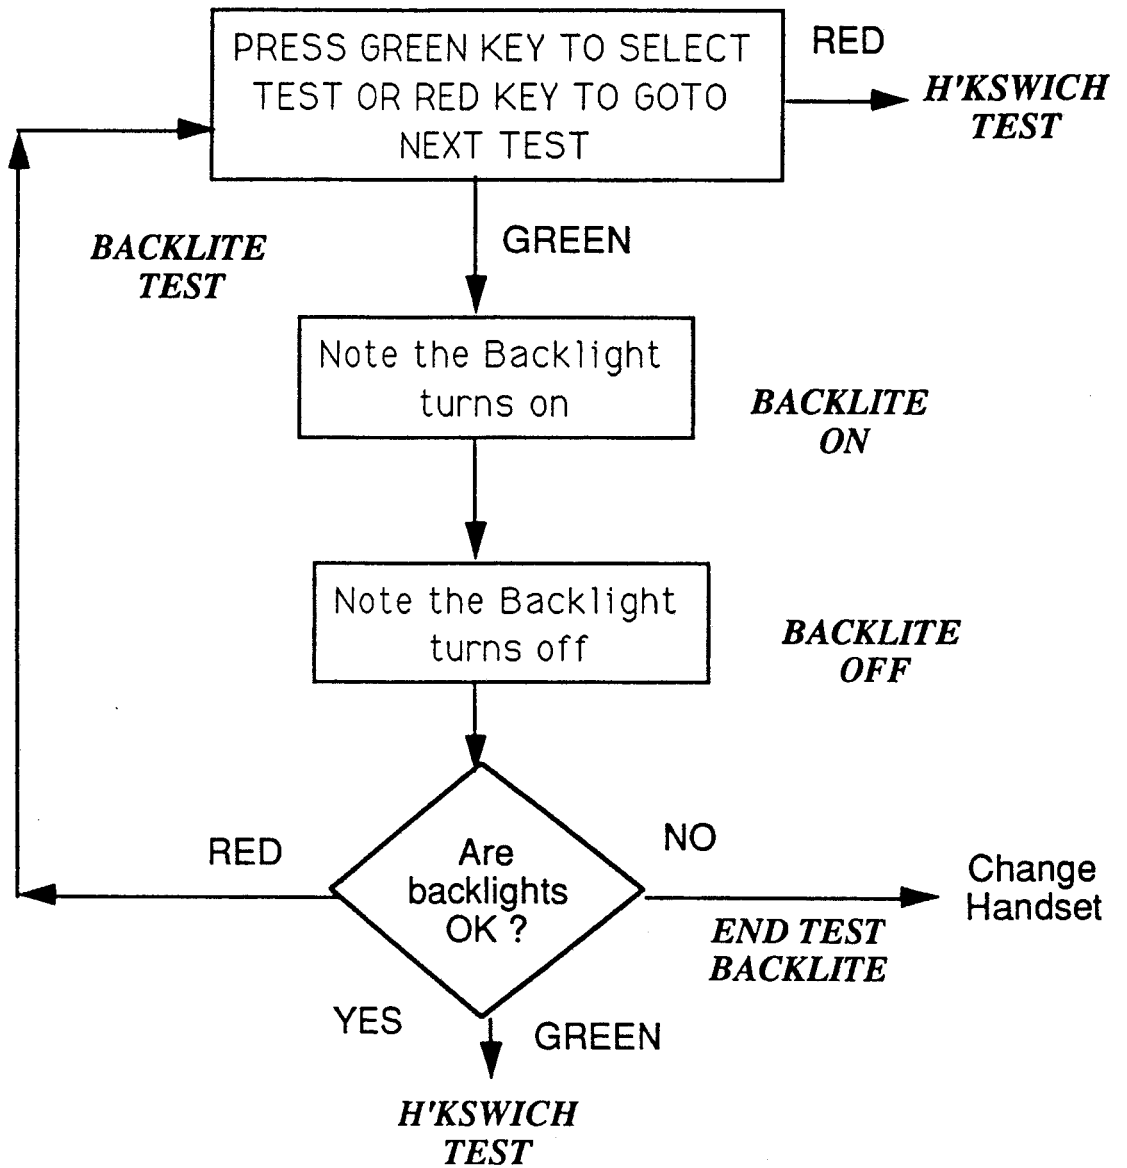 PRESS GREEN KEY TO SELECT
TEST OR RED KEY TO GOTO
NEXT TEST
RED
H'KSWICH
TEST
BACKLITE
TEST
GREEN
Note the Backlight
turns on
BACKLITE
ON
Note the Backlight
turns off
BACKLITE
OFF
RED
Are
backlights
OK ?
NO
Change
Handset
END TEST
BACKLITE
YES
GREEN
H'KSWICH
TEST